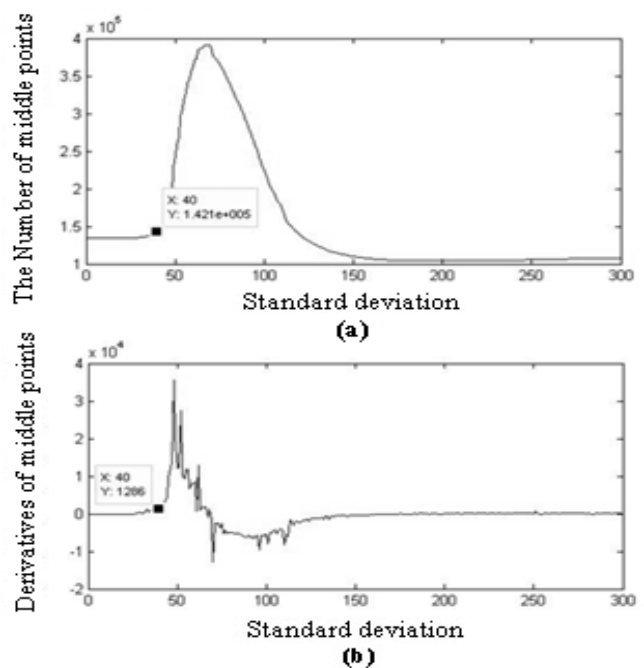 x 10^5
The Number of middle points
4
3.5
3
2.5
2
1.5
1
X: 40
Y: 1.421e+005
0 50 100 150 200 250 300
Standard deviation
(a)
x 10^4
Derivatives of middle points
4
3
2
1
0
-1
-2
X: 40
Y: 1286
0 50 100 150 200 250 300
Standard deviation
(b)